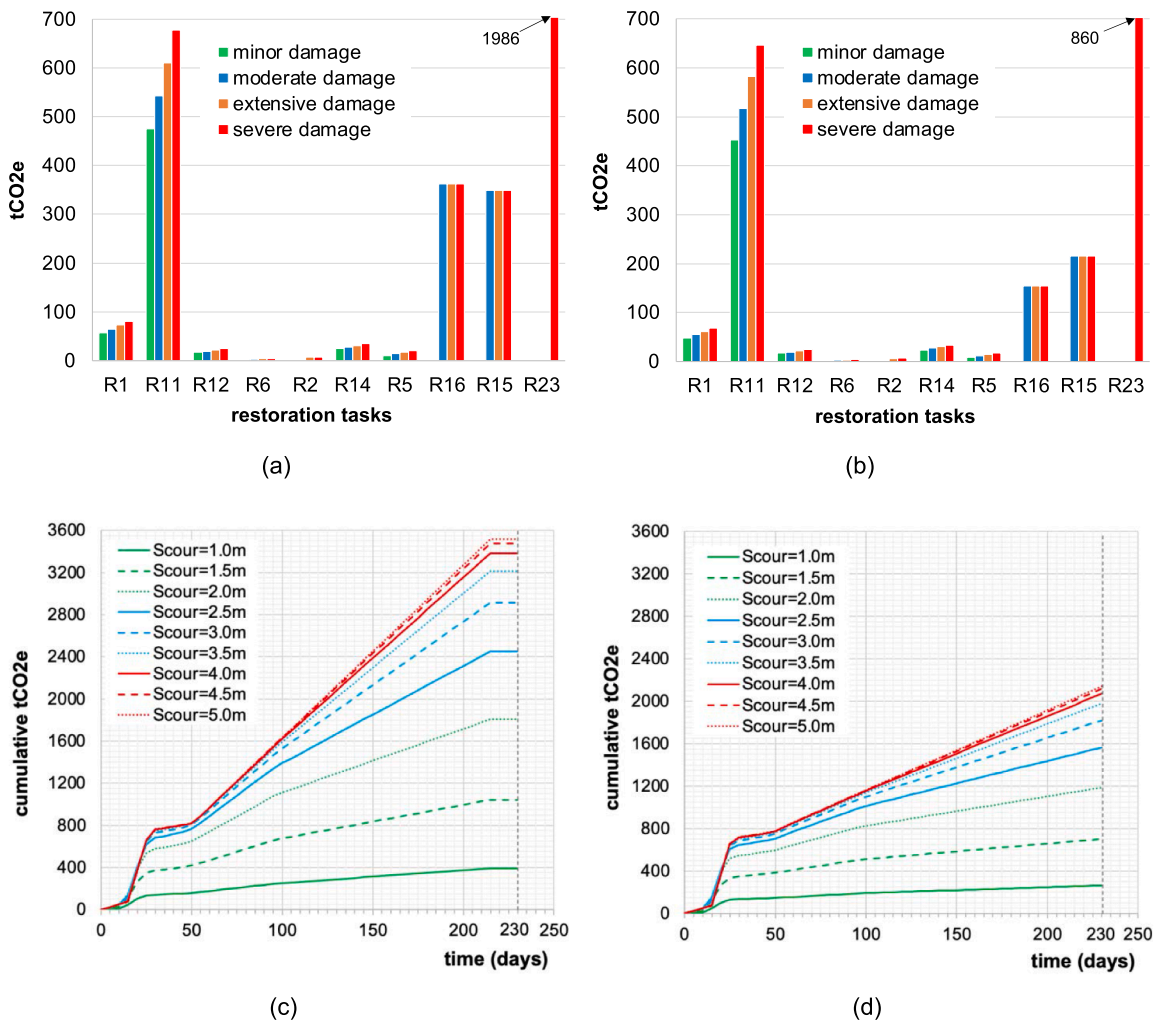 700
600
500
400
300
200
100
0
tCO2e
1986
minor damage
moderate damage
extensive damage
severe damage
R1 R11 R12 R6 R2 R14 R5 R16 R15 R23
restoration tasks
(a)
700
600
500
400
300
200
100
0
tCO2e
860
minor damage
moderate damage
extensive damage
severe damage
R1 R11 R12 R6 R2 R14 R5 R16 R15 R23
restoration tasks
(b)
3600
3200
2800
2400
2000
1600
1200
800
400
0
cumulative tCO2e
Scour=1.0m
Scour=1.5m
Scour=2.0m
Scour=2.5m
Scour=3.0m
Scour=3.5m
Scour=4.0m
Scour=4.5m
Scour=5.0m
0 50 100 150 200 230 250
time (days)
(c)
3600
3200
2800
2400
2000
1600
1200
800
400
0
cumulative tCO2e
Scour=1.0m
Scour=1.5m
Scour=2.0m
Scour=2.5m
Scour=3.0m
Scour=3.5m
Scour=4.0m
Scour=4.5m
Scour=5.0m
0 50 100 150 200 230 250
time (days)
(d)